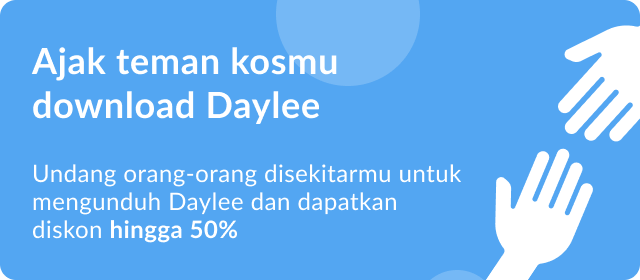 Ajak teman kosmu
download Daylee
Undang orang-orang disekitarmu untuk
mengunduh Daylee dan dapatkan
diskon hingga 50%